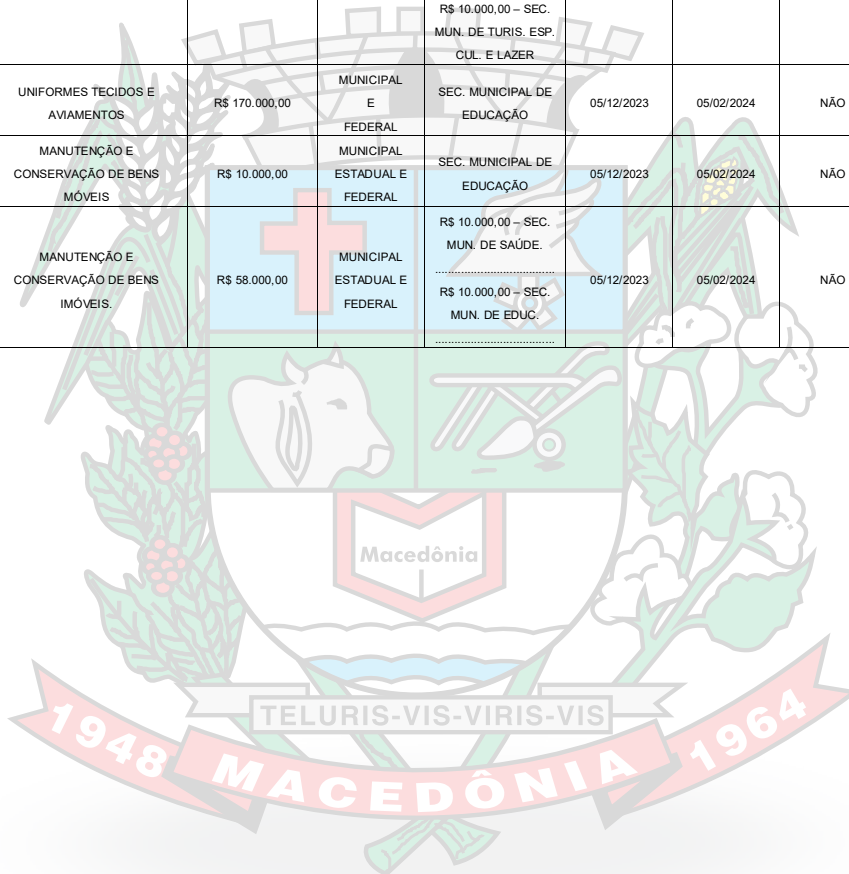 R$ 10.000,00 – SEC.
MUN. DE TURIS. ESP.
CUL. E LAZER
UNIFORMES TECIDOS E
AVIAMENTOS
R$ 170.000,00
MUNICIPAL
E
FEDERAL
SEC. MUNICIPAL DE
EDUCAÇÃO
05/12/2023
05/02/2024
NÃO
MANUTENÇÃO E
CONSERVAÇÃO DE BENS
MÓVEIS
R$ 10.000,00
MUNICIPAL
ESTADUAL E
FEDERAL
SEC. MUNICIPAL DE
EDUCAÇÃO
05/12/2023
05/02/2024
NÃO
MANUTENÇÃO E
CONSERVAÇÃO DE BENS
IMÓVEIS.
R$ 58.000,00
MUNICIPAL
ESTADUAL E
FEDERAL
R$ 10.000,00 – SEC.
MUN. DE SAÚDE.
......................................
R$ 10.000,00 – SEC.
MUN. DE EDUC.
......................................
05/12/2023
05/02/2024
NÃO
Macedônia
TELURIS-VIS-VIRIS-VIS
1948
MACEDÔNIA
1964